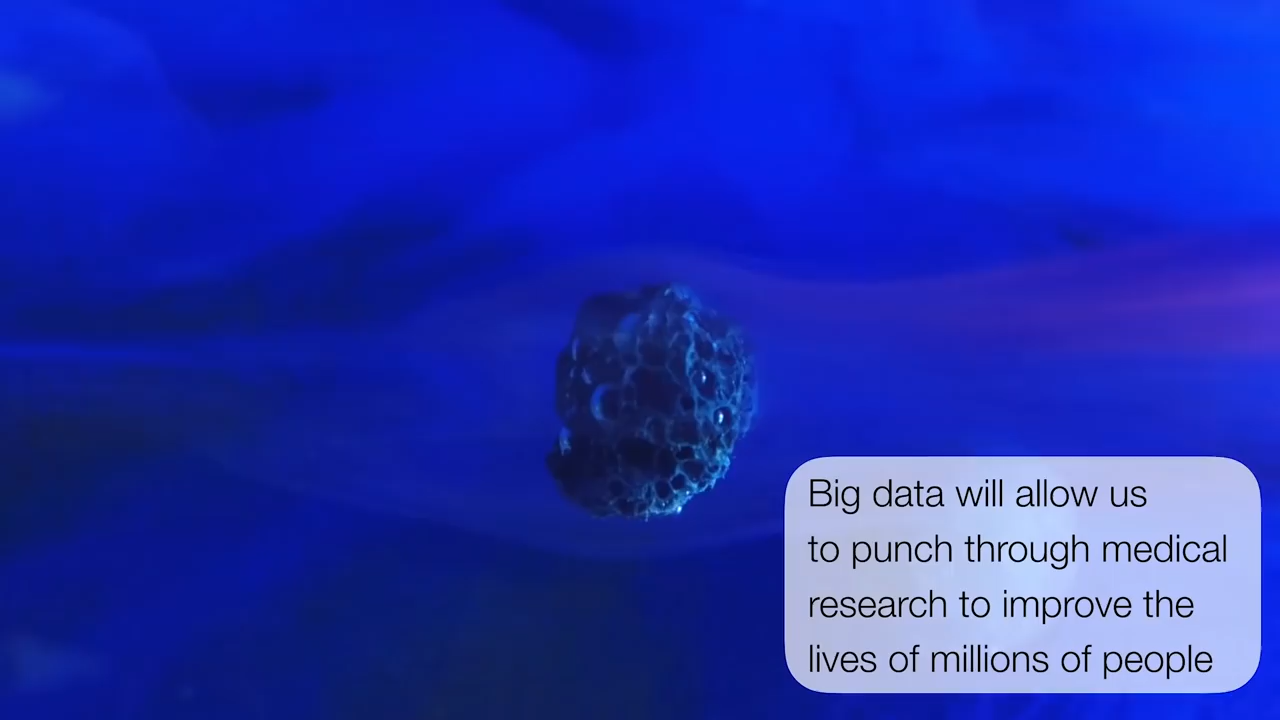 Big data will allow us
to punch through medical
research to improve the
lives of millions of people